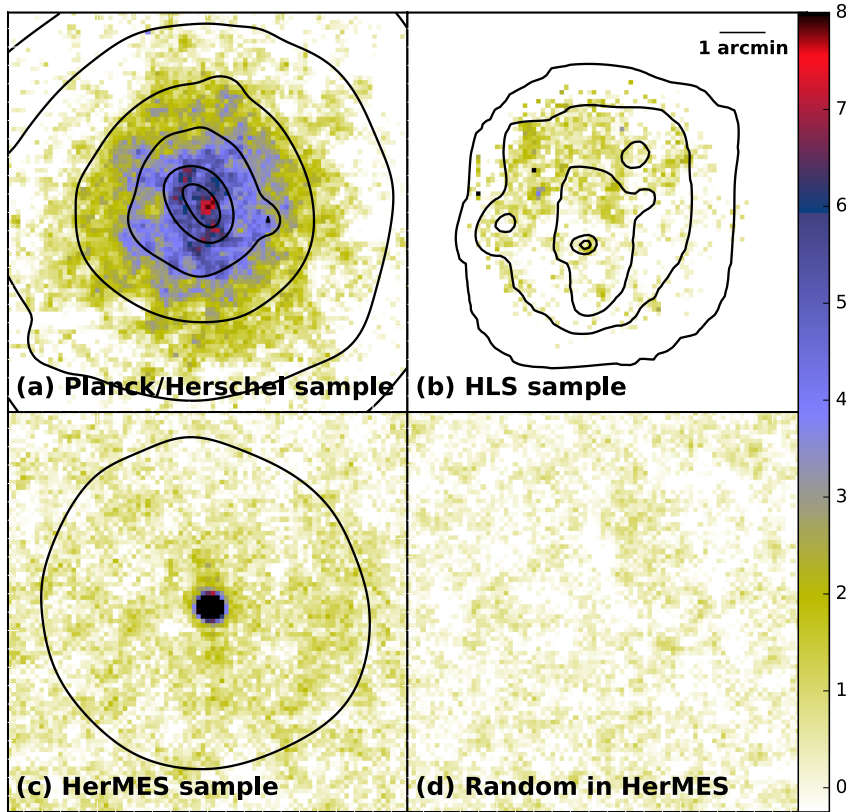 1 arcmin
(a) Planck/Herschel sample
(b) HLS sample
(c) HerMES sample
(d) Random in HerMES
8
7
6
5
4
3
2
1
0